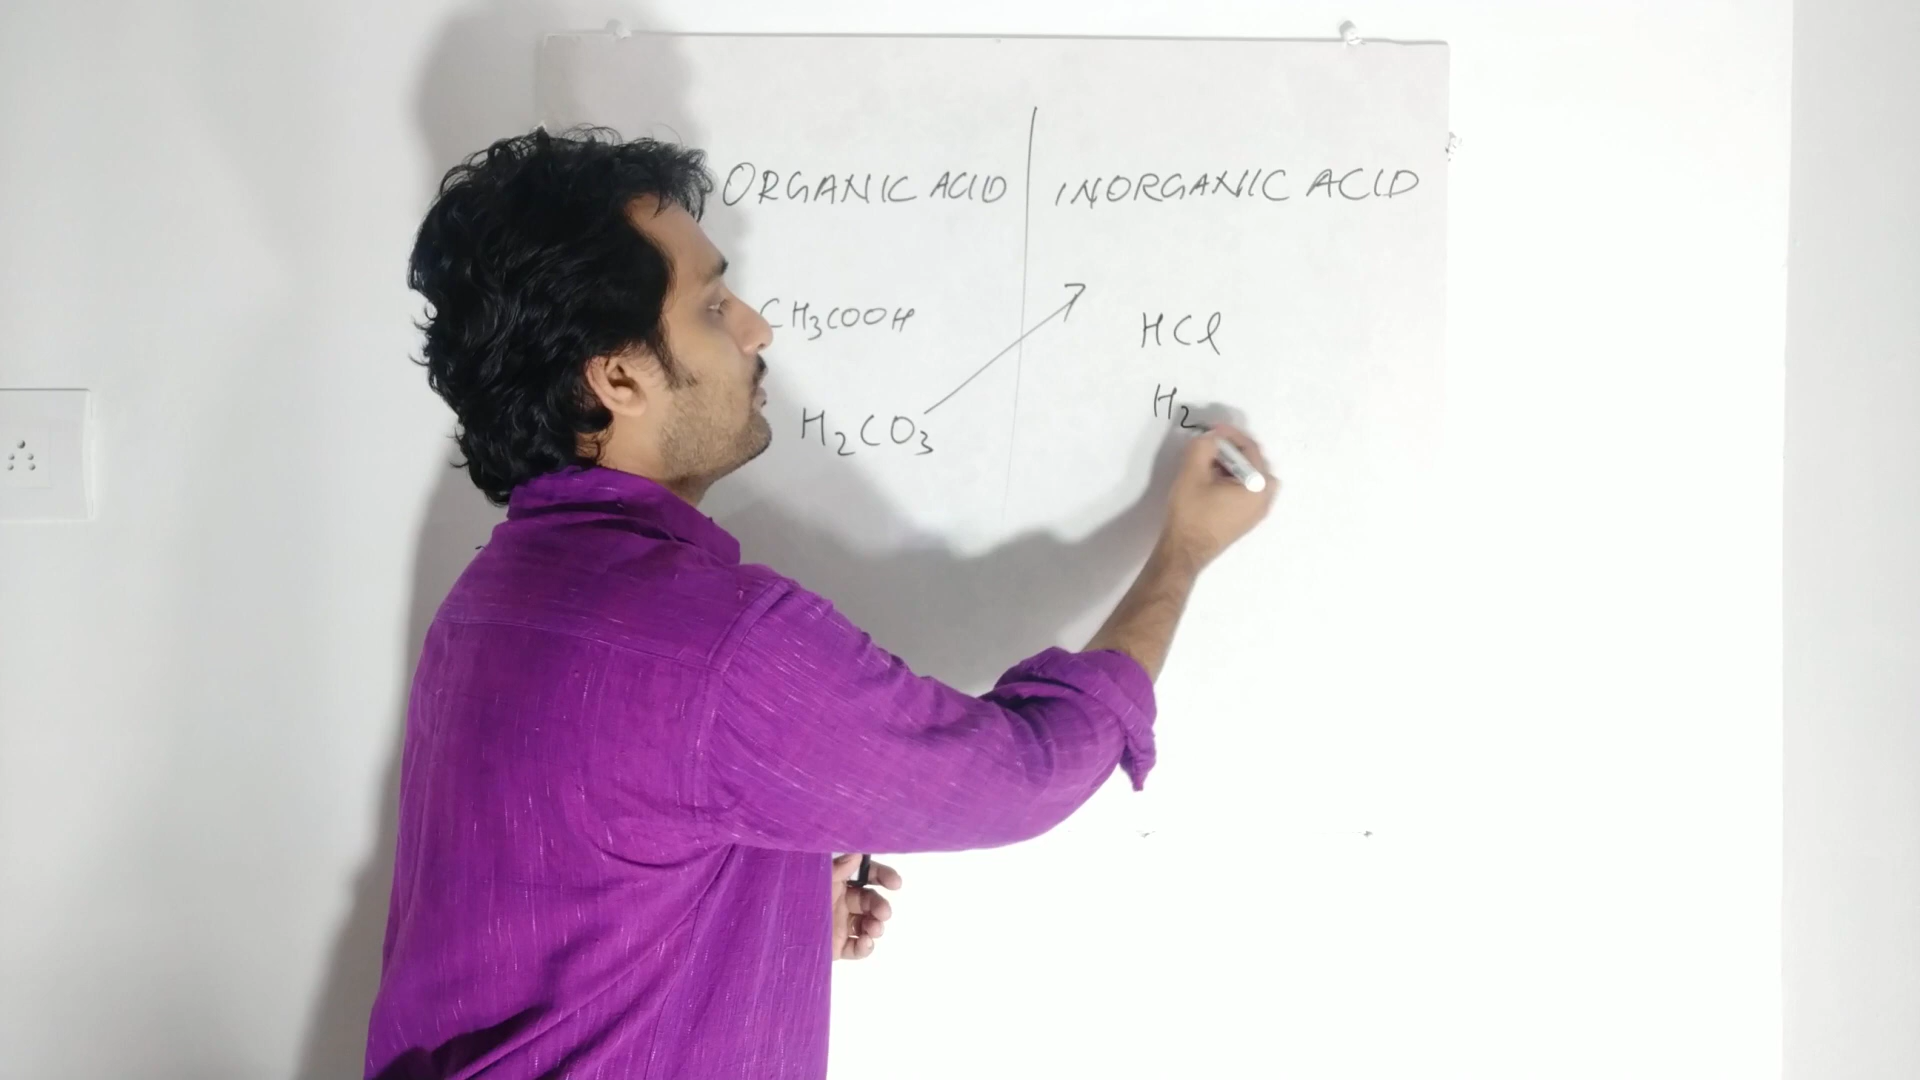 ORGANIC ACID
INORGANIC ACID
CH3COOH
HCl
H2CO3
H2